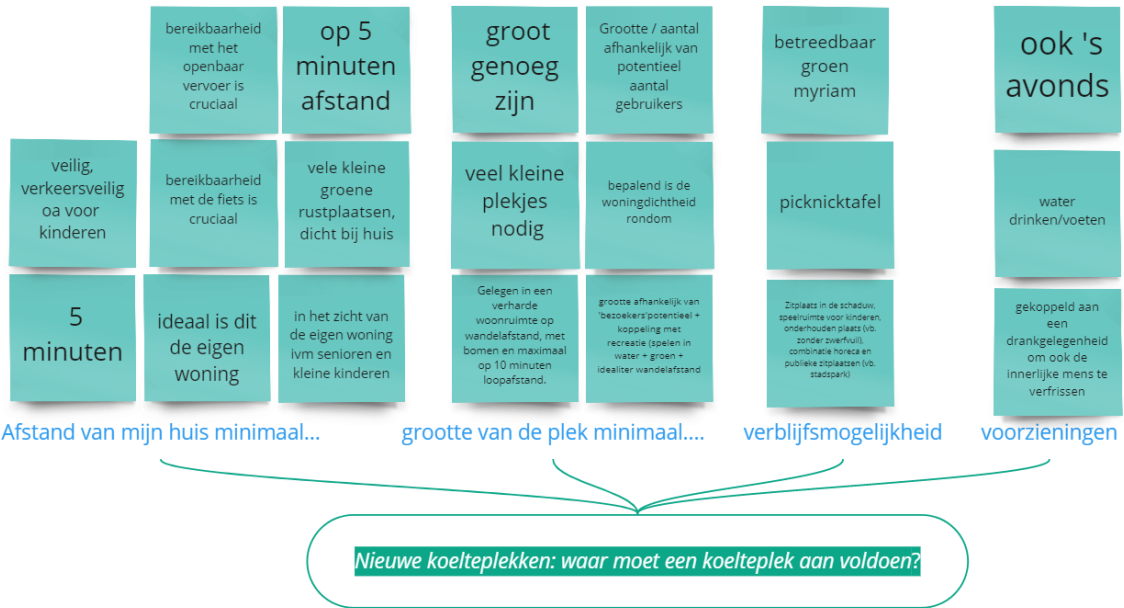 bereikbaarheid
met het
openbaar
vervoer is
cruciaal
op 5
minuten
afstand
veilig,
verkeersveilig
oa voor
kinderen
bereikbaarheid
met de fiets is
cruciaal
vele kleine
groene
rustplaatsen,
dicht bij huis
5
minuten
ideaal is dit
de eigen
woning
in het zicht van
de eigen woning
ivm senioren en
kleine kinderen
Afstand van mijn huis minimaal...
groot
genoeg
zijn
Grootte / aantal
afhankelijk van
potentieel
aantal
gebruikers
veel kleine
plekjes
nodig
bepalend is de
woningdichtheid
rondom
Gelegen in een
verharde
woonruimte op
wandelafstand, met
bomen en maximaal
op 10 minuten
loopafstand.
grootte afhankelijk van
'bezoekers'potentieel +
koppeling met
recreatie (spelen in
water + groen +
idealiter wandelafstand
grootte van de plek minimaal....
betreedbaar
groen
myriam
picknicktafel
Zitplaats in de schaduw,
speelruimte voor kinderen,
onderhouden plaats (vb.
zonder zwerfvuil),
combinatie horeca en
publieke zitplaatsen (vb.
stadspark)
verblijfsmogelijkheid
ook 's
avonds
water
drinken/voeten
gekoppeld aan
een
drankgelegenheid
om ook de
innerlijke mens te
verfrissen
voorzieningen
Nieuwe koelteplekken: waar moet een koelteplek aan voldoen?